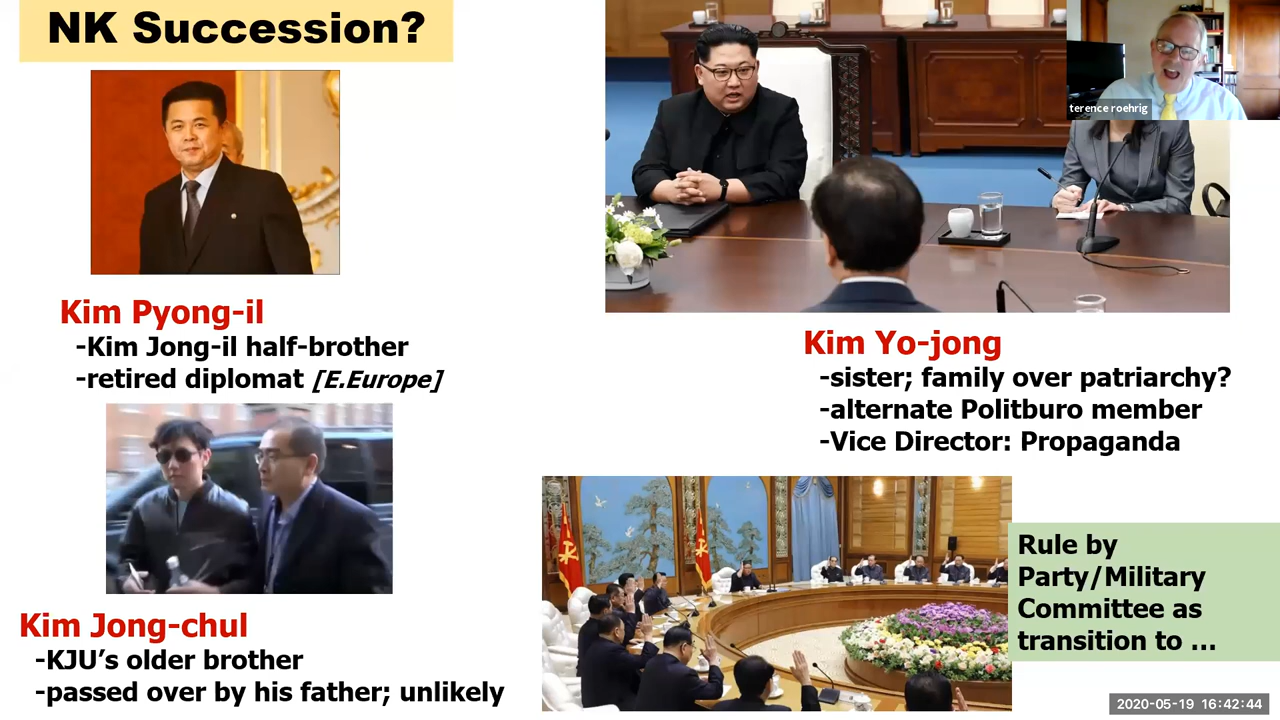 NK Succession?
Kim Pyong-il
-Kim Jong-il half-brother
-retired diplomat [E.Europe]
Kim Jong-chul
-KJU’s older brother
-passed over by his father; unlikely
terence roehrig
Kim Yo-jong
-sister; family over patriarchy?
-alternate Politburo member
-Vice Director: Propaganda
Rule by
Party/Military
Committee as
transition to ...
2020-05-19 16:42:44